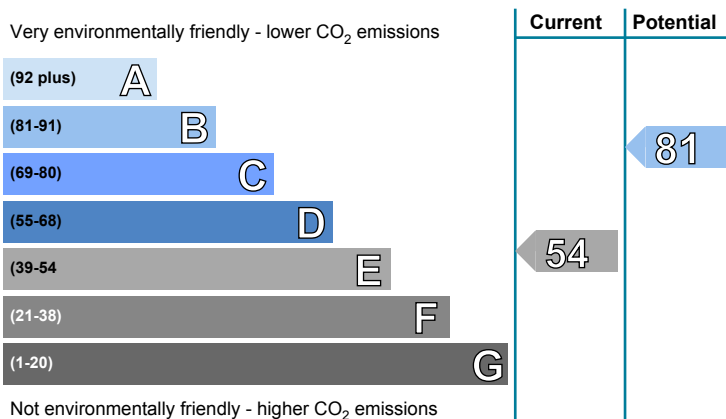 Current Potential
Very environmentally friendly - lower CO2 emissions
(92 plus) A
(81-91) B
81
(69-80) C
(55-68) D
54
(39-54 E
(21-38) F
(1-20) G
Not environmentally friendly - higher CO2 emissions